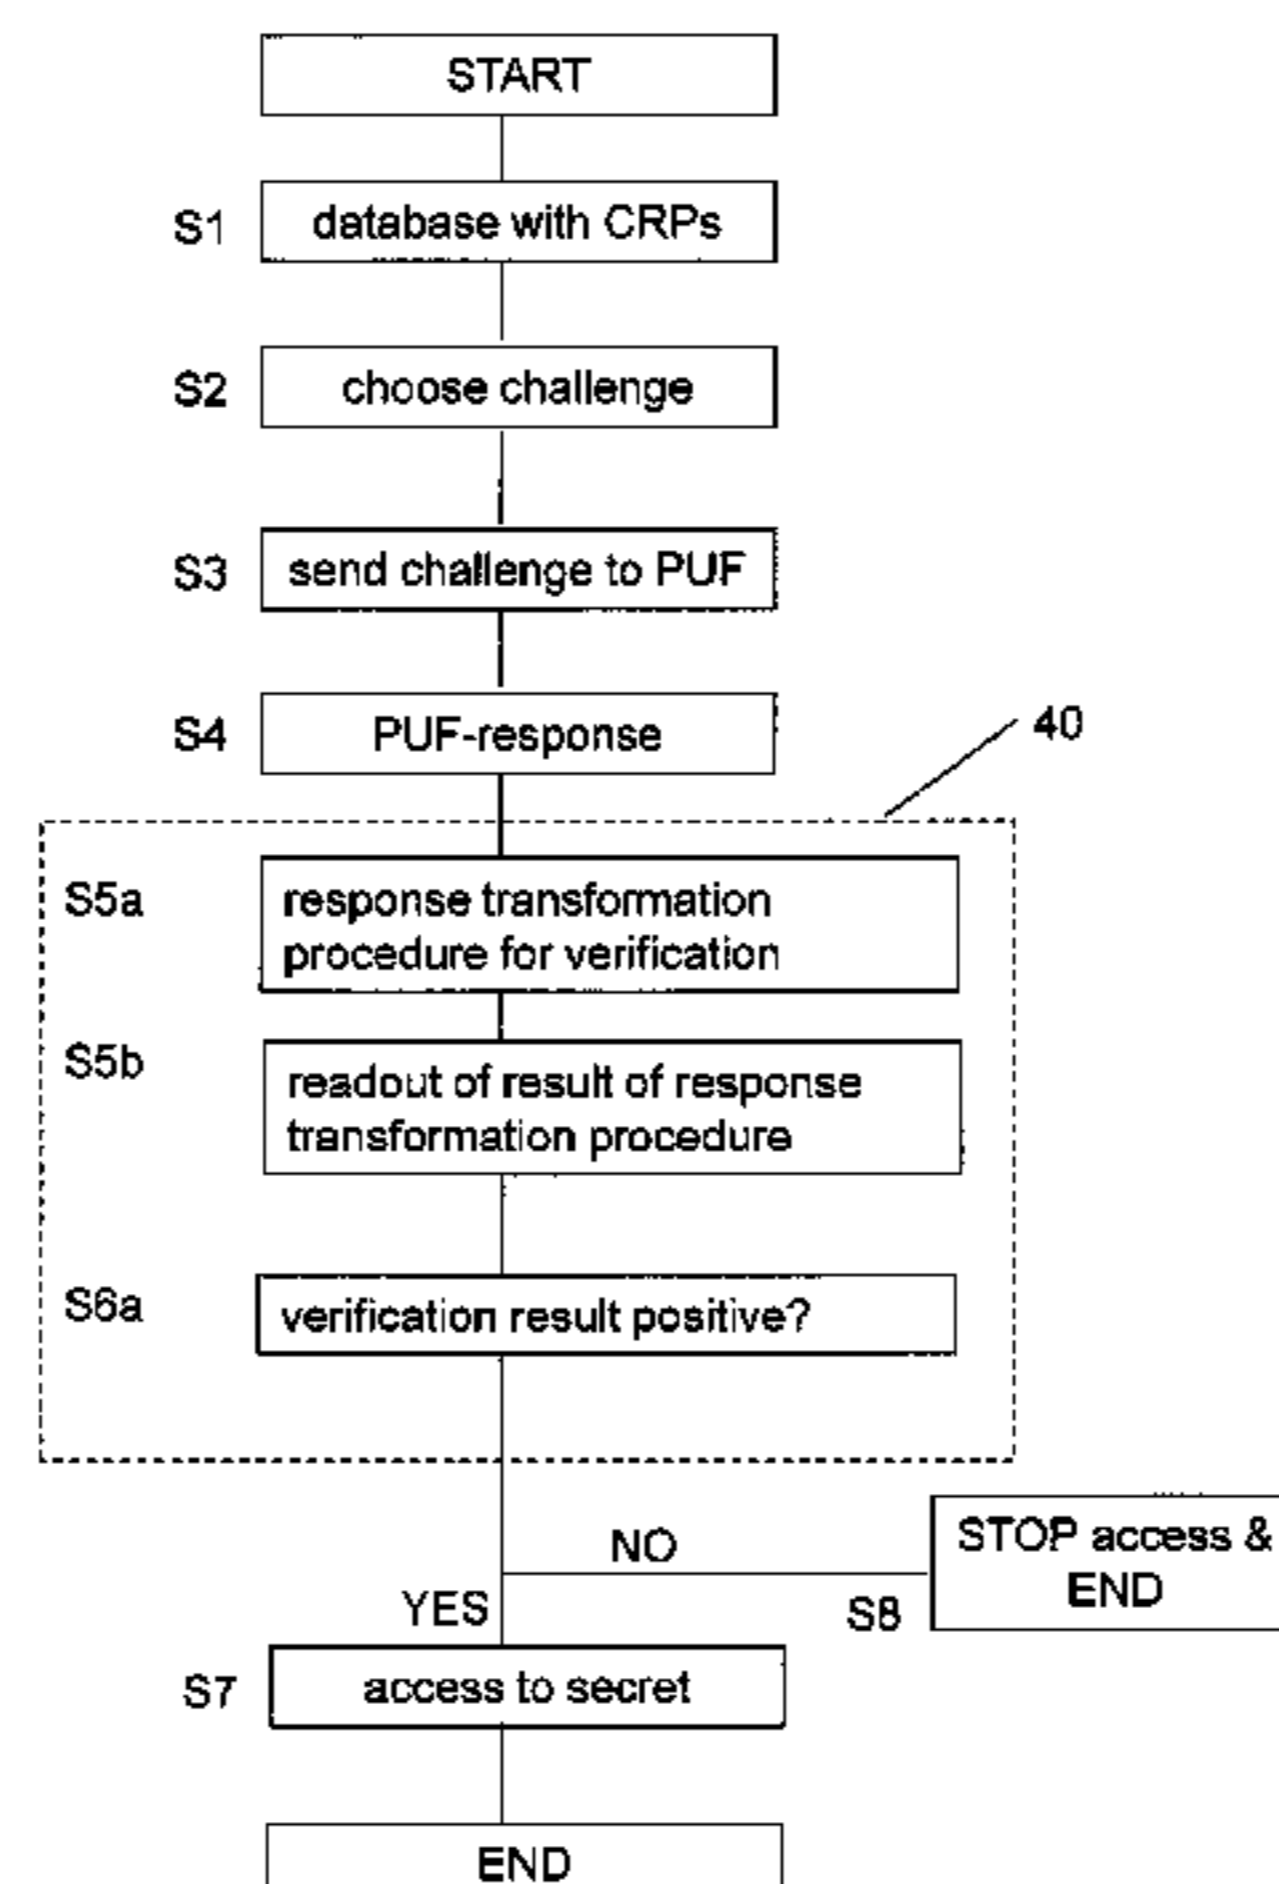 START
S1
database with CRPs
S2
choose challenge
S3
send challenge to PUF
S4
PUF-response
40
S5a
response transformation
procedure for verification
S5b
readout of result of response
transformation procedure
S6a
verification result positive?
NO
STOP access &
END
YES
S8
S7
access to secret
END